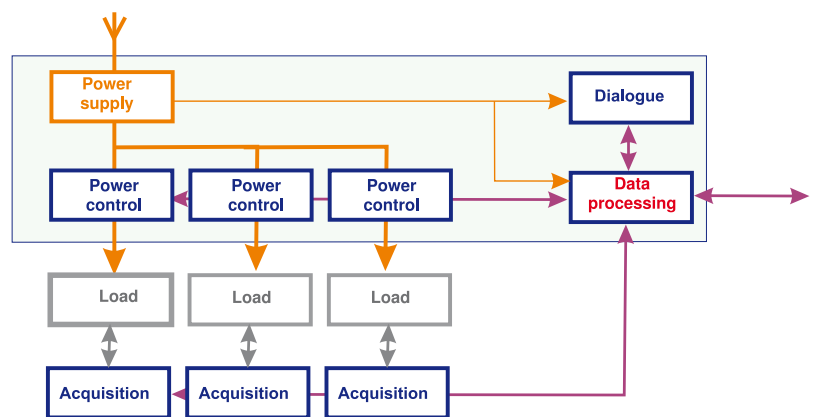 Power
supply
Dialogue
Power
control
Power
control
Power
control
Data
processing
Load
Load
Load
Acquisition
Acquisition
Acquisition